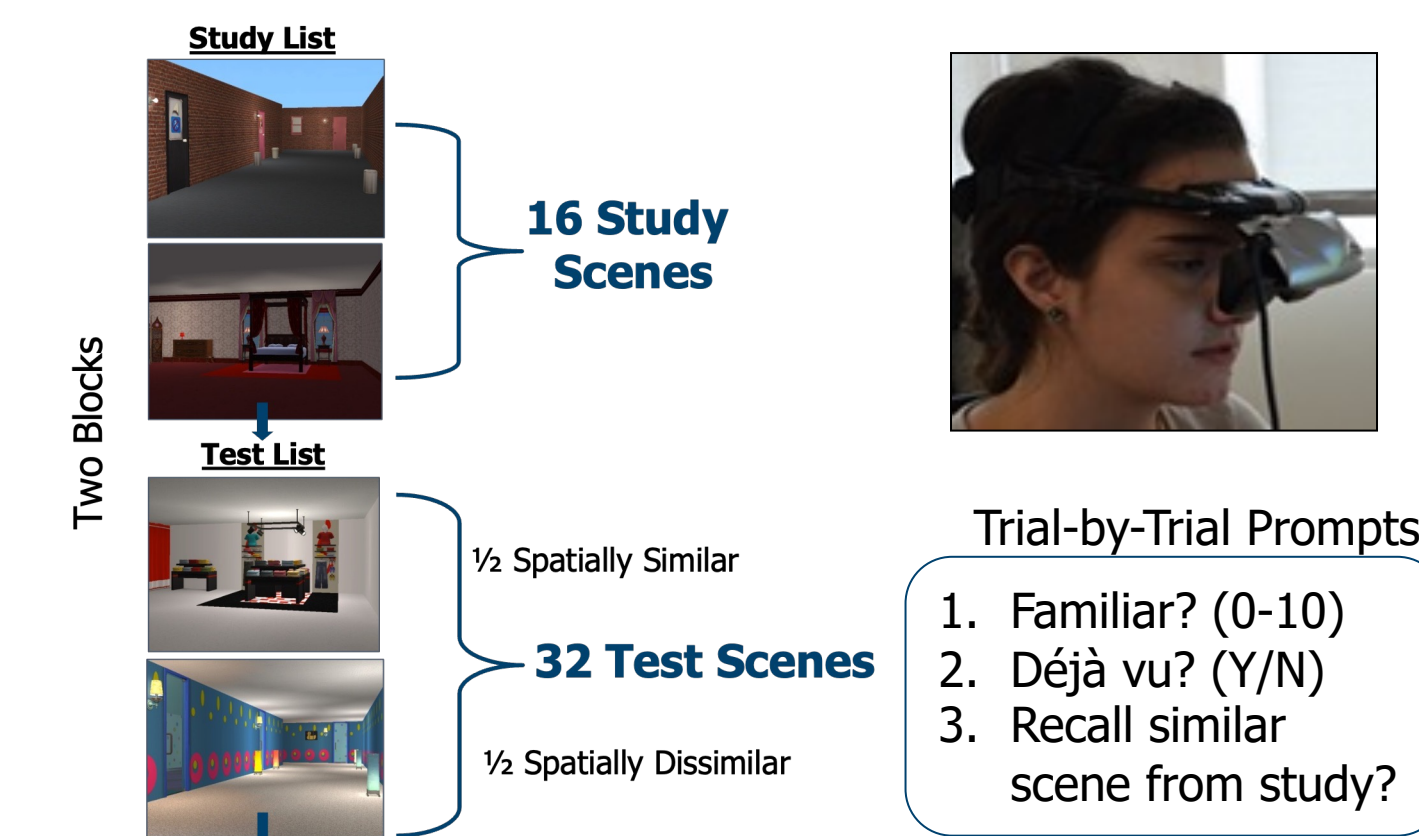 Study List
16 Study
Scenes
Two Blocks
Test List
½ Spatially Similar
32 Test Scenes
½ Spatially Dissimilar
Trial-by-Trial Prompts
1. Familiar? (0-10)
2. Déjà vu? (Y/N)
3. Recall similar
scene from study?